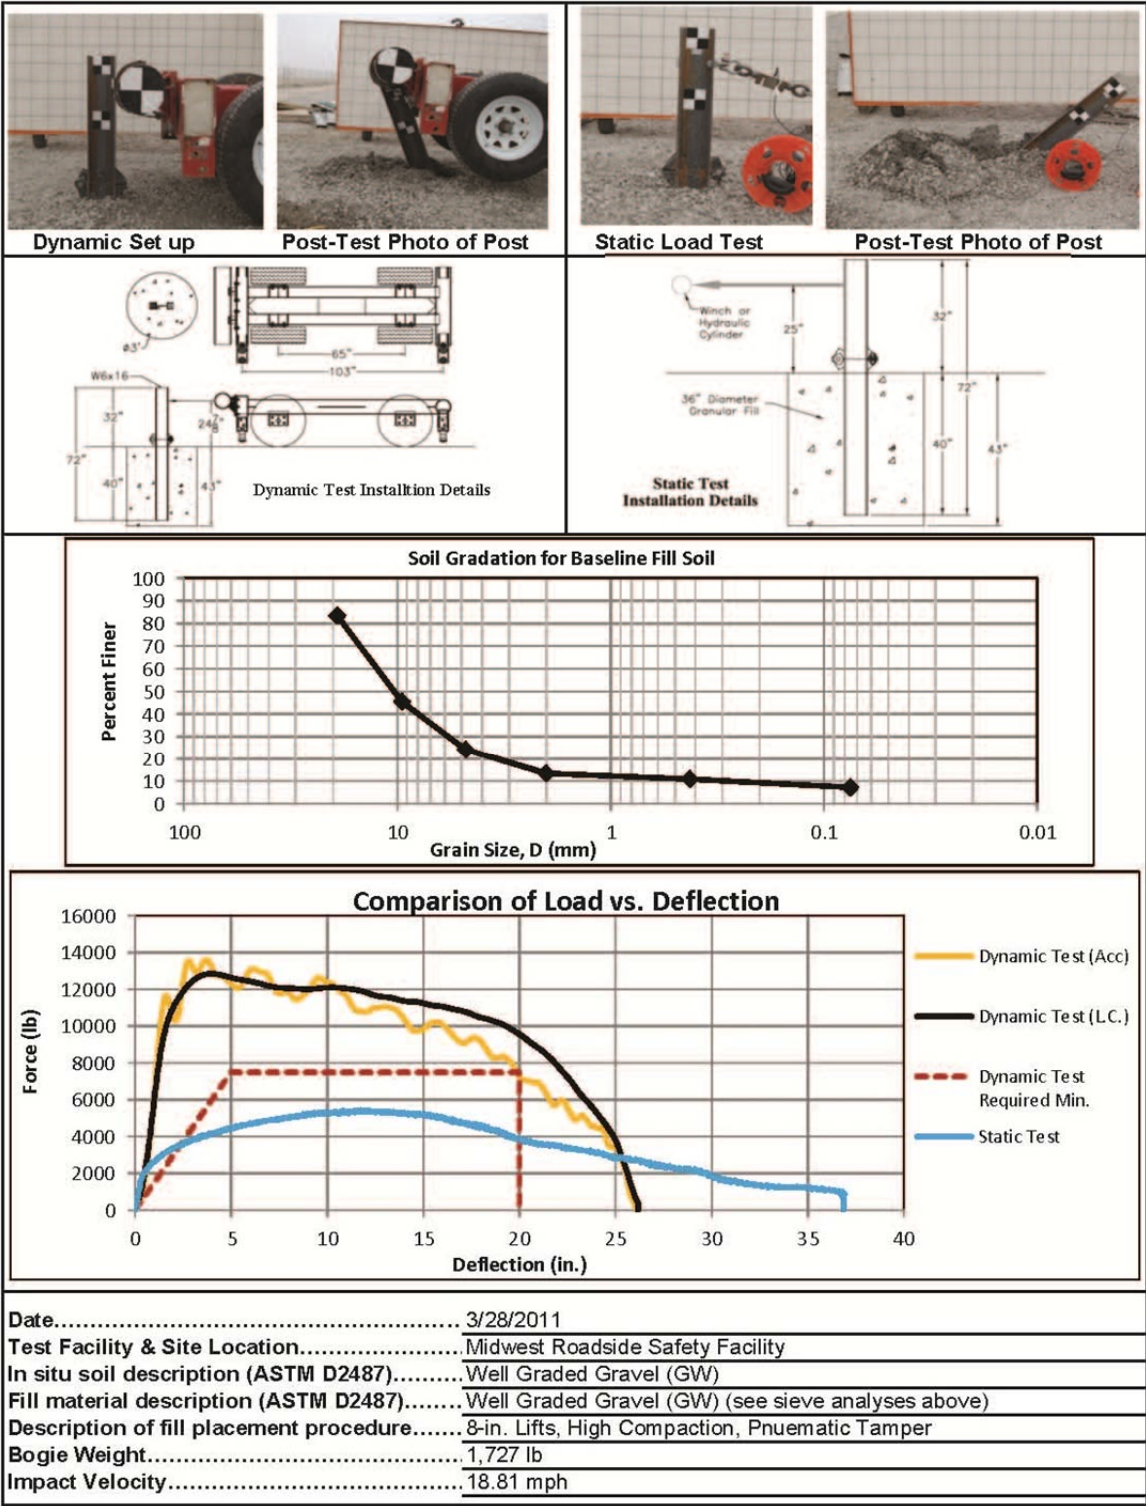 Dynamic Set up
Post-Test Photo of Post
Static Load Test
Post-Test Photo of Post
ø3'
65"
103"
W6x16
32"
72"
40"
43"
24 7/8"
Dynamic Test Installtion Details
Winch or
Hydraulic
Cylinder
25"
32"
72"
36" Diameter
Granular Fill
40"
43"
Static Test
Installation Details
Soil Gradation for Baseline Fill Soil
Percent Finer
100
90
80
70
60
50
40
30
20
10
0
100 10 1 0.1 0.01
Grain Size, D (mm)
Comparison of Load vs. Deflection
Force (lb)
16000
14000
12000
10000
8000
6000
4000
2000
0
0 5 10 15 20 25 30 35 40
Deflection (in.)
Dynamic Test (Acc)
Dynamic Test (L.C.)
Dynamic Test
Required Min.
Static Test
Date.................................................. 3/28/2011
Test Facility & Site Location.................... Midwest Roadside Safety Facility
In situ soil description (ASTM D2487).......... Well Graded Gravel (GW)
Fill material description (ASTM D2487)........ Well Graded Gravel (GW) (see sieve analyses above)
Description of fill placement procedure....... 8-in. Lifts, High Compaction, Pnuematic Tamper
Bogie Weight....................................... 1,727 lb
Impact Velocity.................................... 18.81 mph